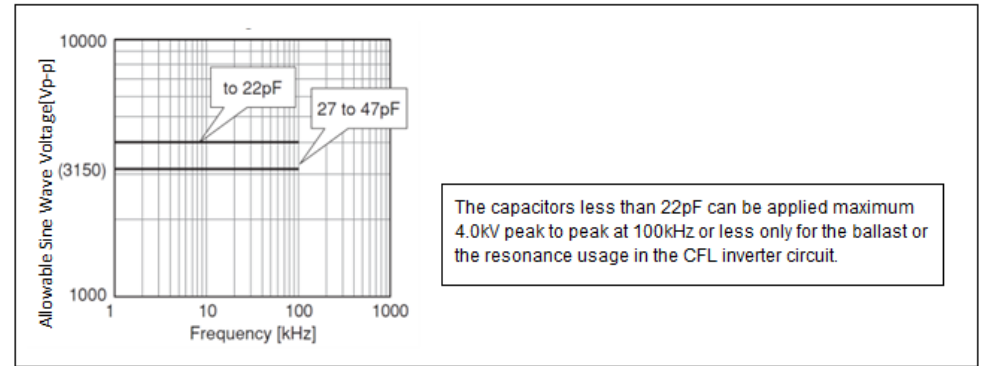 10000
to 22pF
27 to 47pF
(3150)
1000
1 10 100 1000
Frequency [kHz]
Allowable Sine Wave Voltage[Vp-p]
The capacitors less than 22pF can be applied maximum
4.0kV peak to peak at 100kHz or less only for the ballast or
the resonance usage in the CFL inverter circuit.